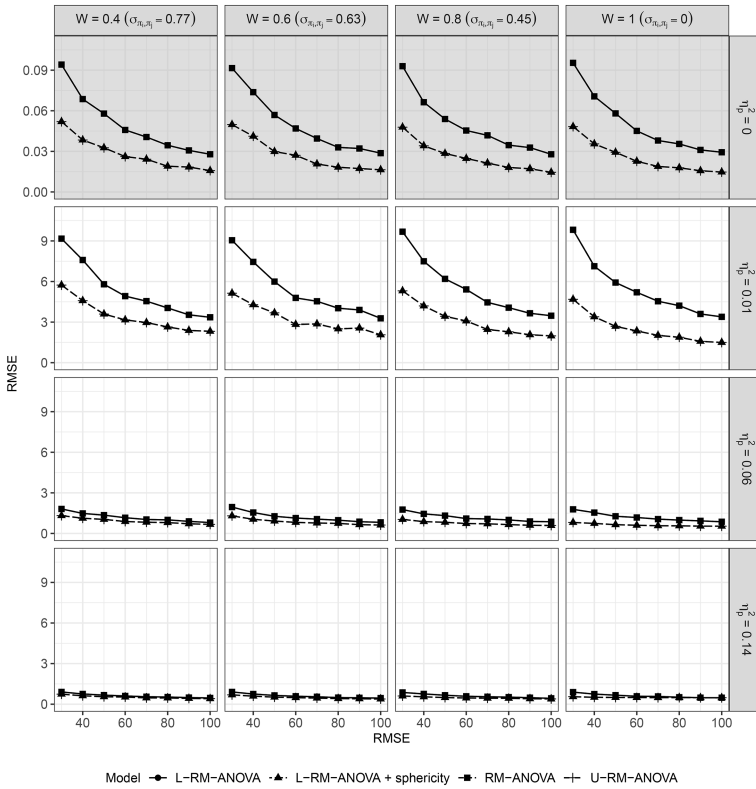 W = 0.4 (σπi,πj = 0.77)
W = 0.6 (σπi,πj = 0.63)
W = 0.8 (σπi,πj = 0.45)
W = 1 (σπi,πj = 0)
0.09
0.06
0.03
0.00
η²p = 0
9
6
3
0
η²p = 0.01
RMSE
9
6
3
0
η²p = 0.06
9
6
3
0
η²p = 0.14
40 60 80 100
40 60 80 100
40 60 80 100
40 60 80 100
RMSE
Model L−RM−ANOVA L−RM−ANOVA + sphericity RM−ANOVA U−RM−ANOVA